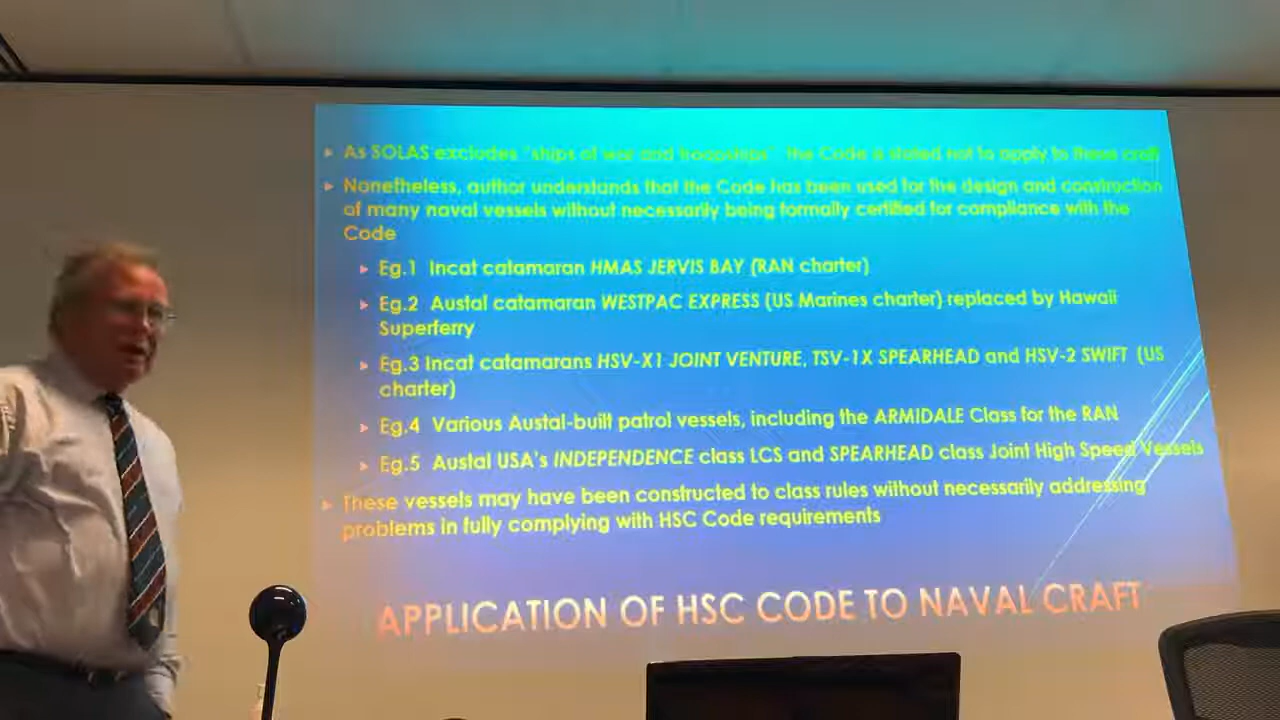 As SOLAS excludes "ships of war and troopships", the Code is stated not to apply to these craft
Nonetheless, author understands that the Code has been used for the design and construction
of many naval vessels without necessarily being formally certified for compliance with the
Code
Eg.1 Incat catamaran HMAS JERVIS BAY (RAN charter)
Eg.2 Austal catamaran WESTPAC EXPRESS (US Marines charter) replaced by Hawaii
Superferry
Eg.3 Incat catamarans HSV-X1 JOINT VENTURE, TSV-1X SPEARHEAD and HSV-2 SWIFT (US
charter)
Eg.4 Various Austal-built patrol vessels, including the ARMIDALE Class for the RAN
Eg.5 Austal USA's INDEPENDENCE class LCS and SPEARHEAD class Joint High Speed Vessels
These vessels may have been constructed to class rules without necessarily addressing
problems in fully complying with HSC Code requirements
APPLICATION OF HSC CODE TO NAVAL CRAFT